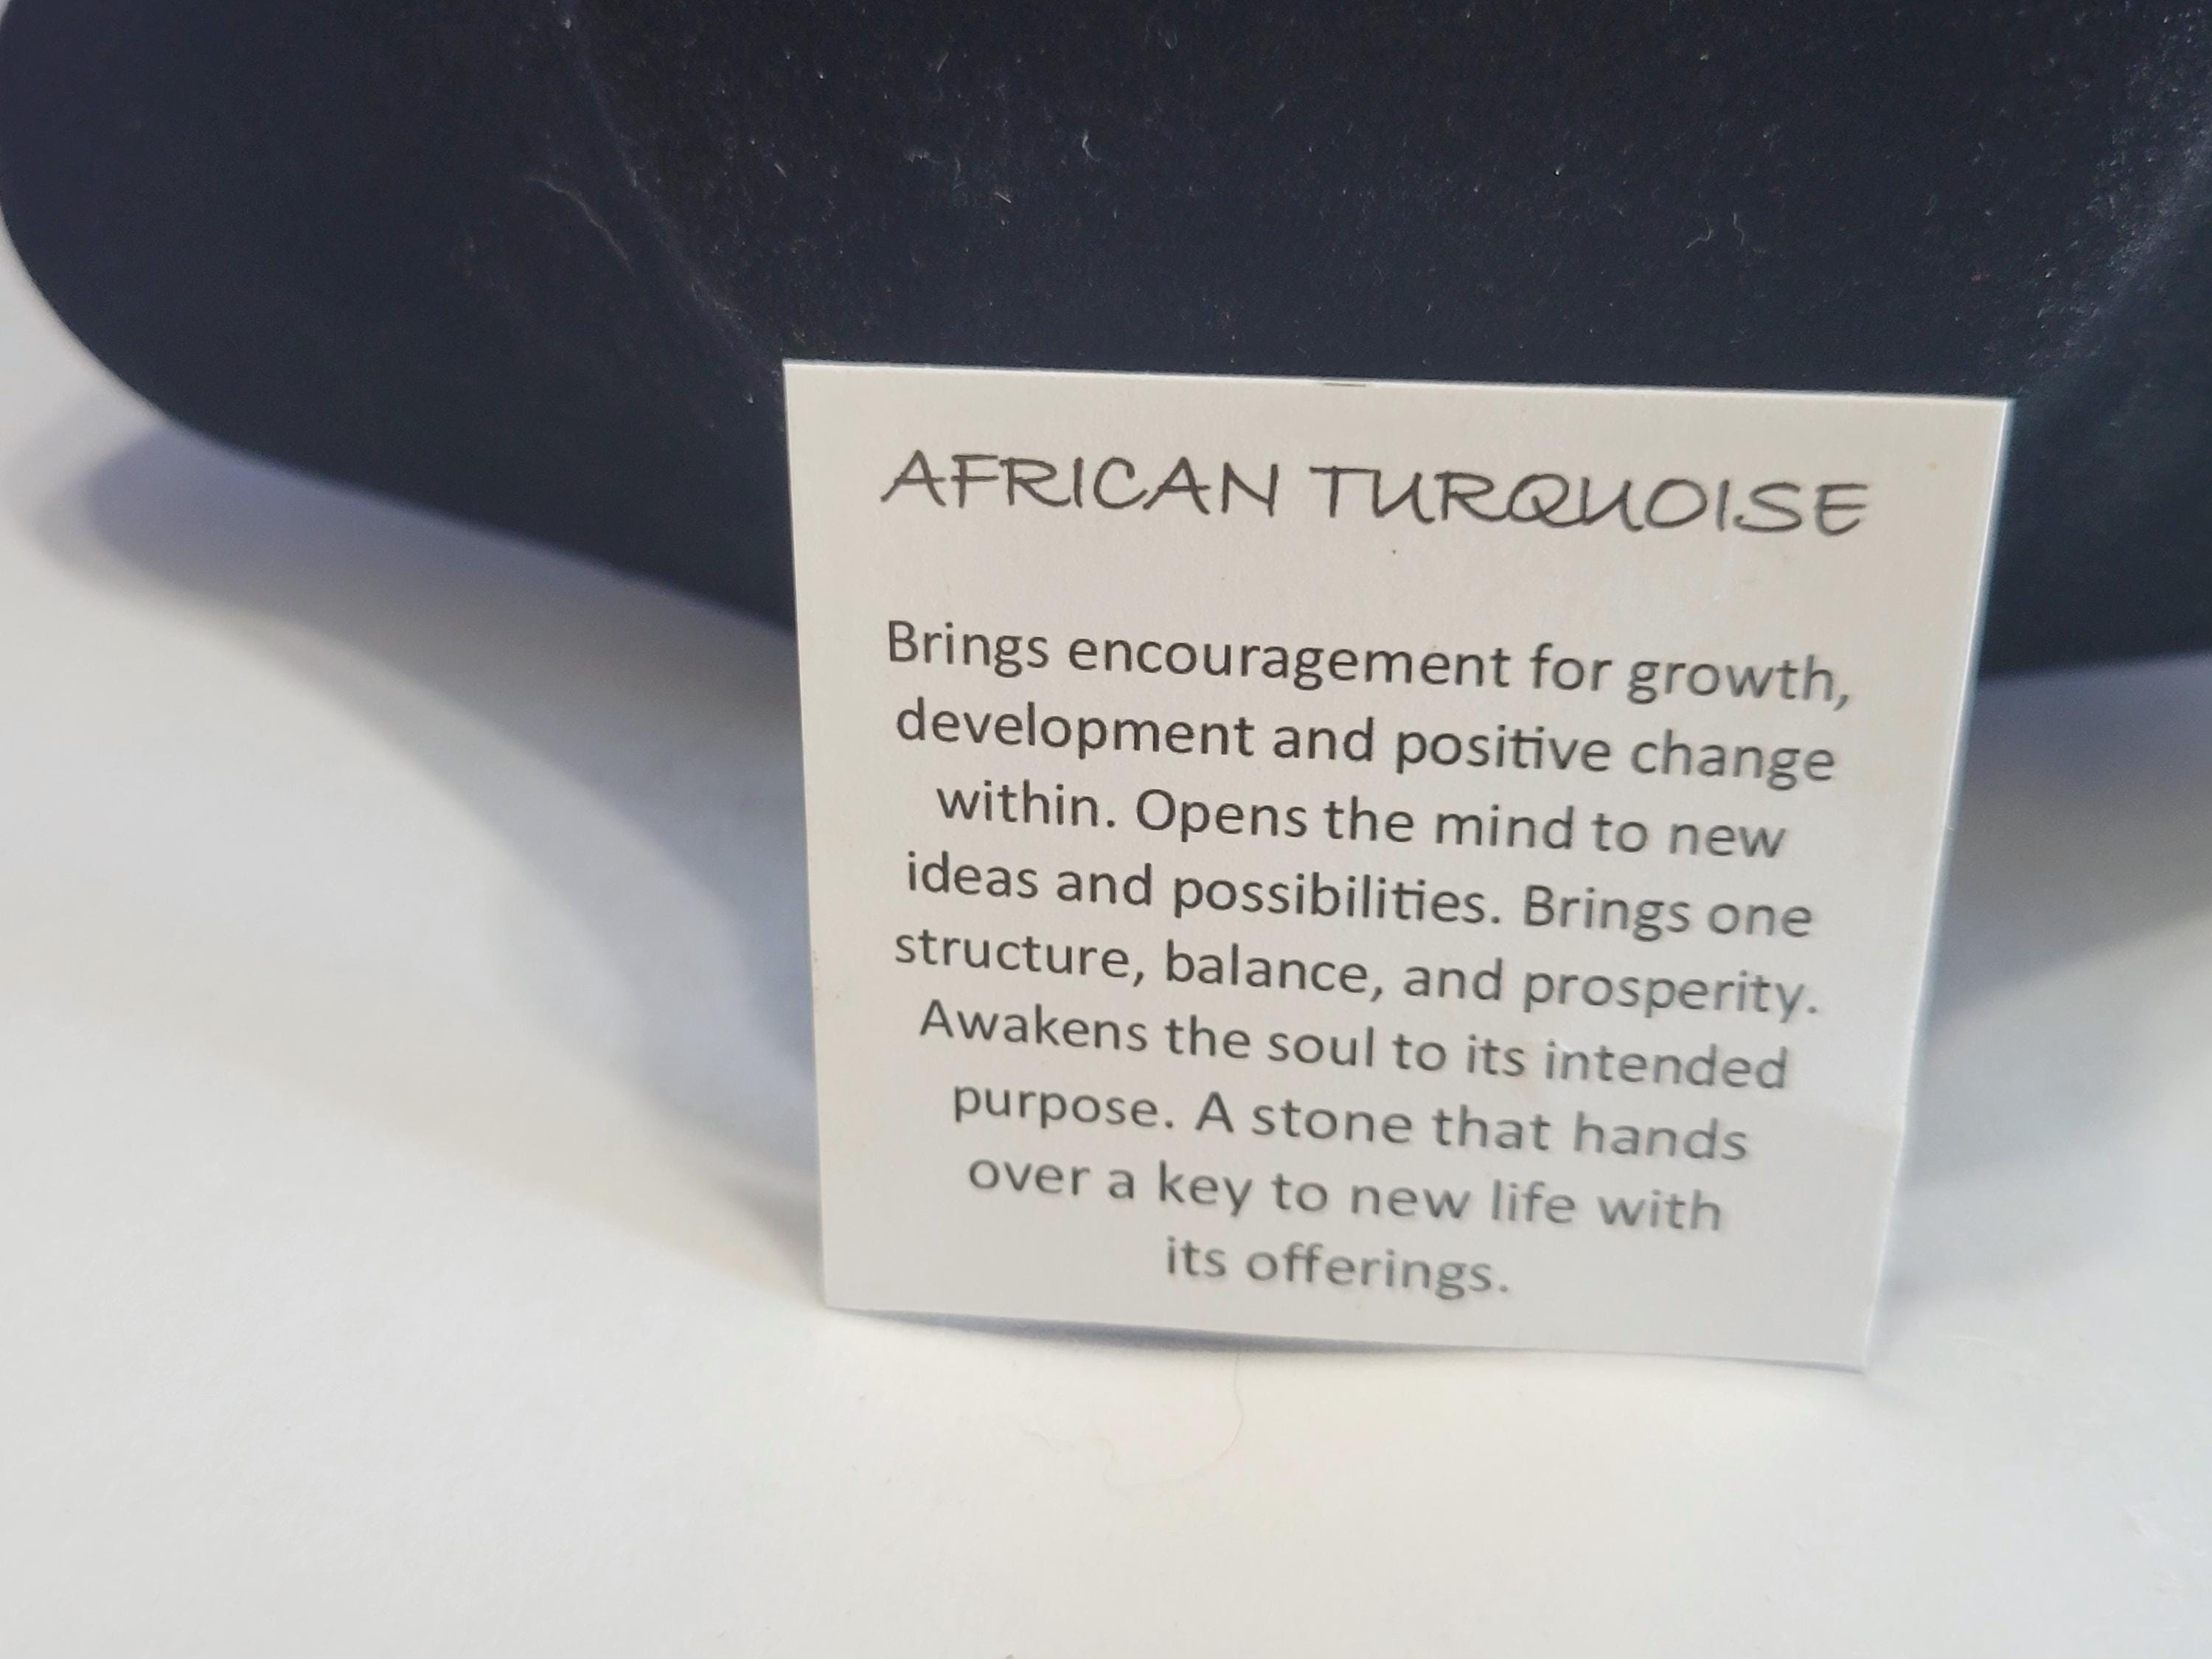 AFRICAN TURQUOISE
Brings encouragement for growth,
development and positive change
within. Opens the mind to new
ideas and possibilities. Brings one
structure, balance, and prosperity.
Awakens the soul to its intended
purpose. A stone that hands
over a key to new life with
its offerings.